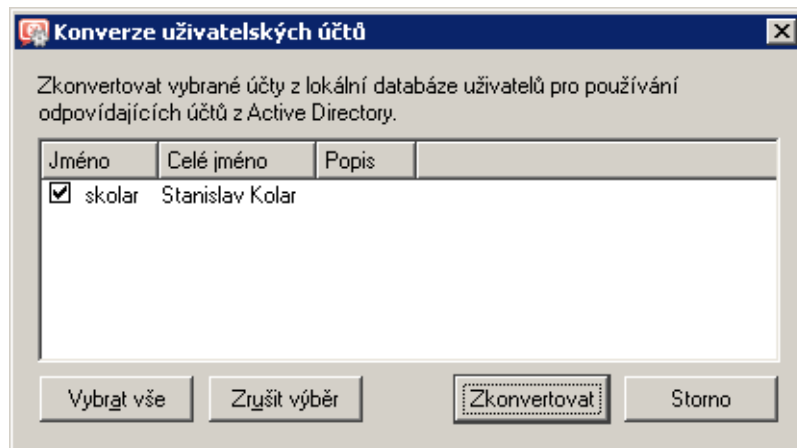 Konverze uživatelských účtů
Zkonvertovat vybrané účty z lokální databáze uživatelů pro používání
odpovídajících účtů z Active Directory.
Jméno Celé jméno Popis
skolar Stanislav Kolar
Vybrat vše Zrušit výběr Zkonvertovat Storno